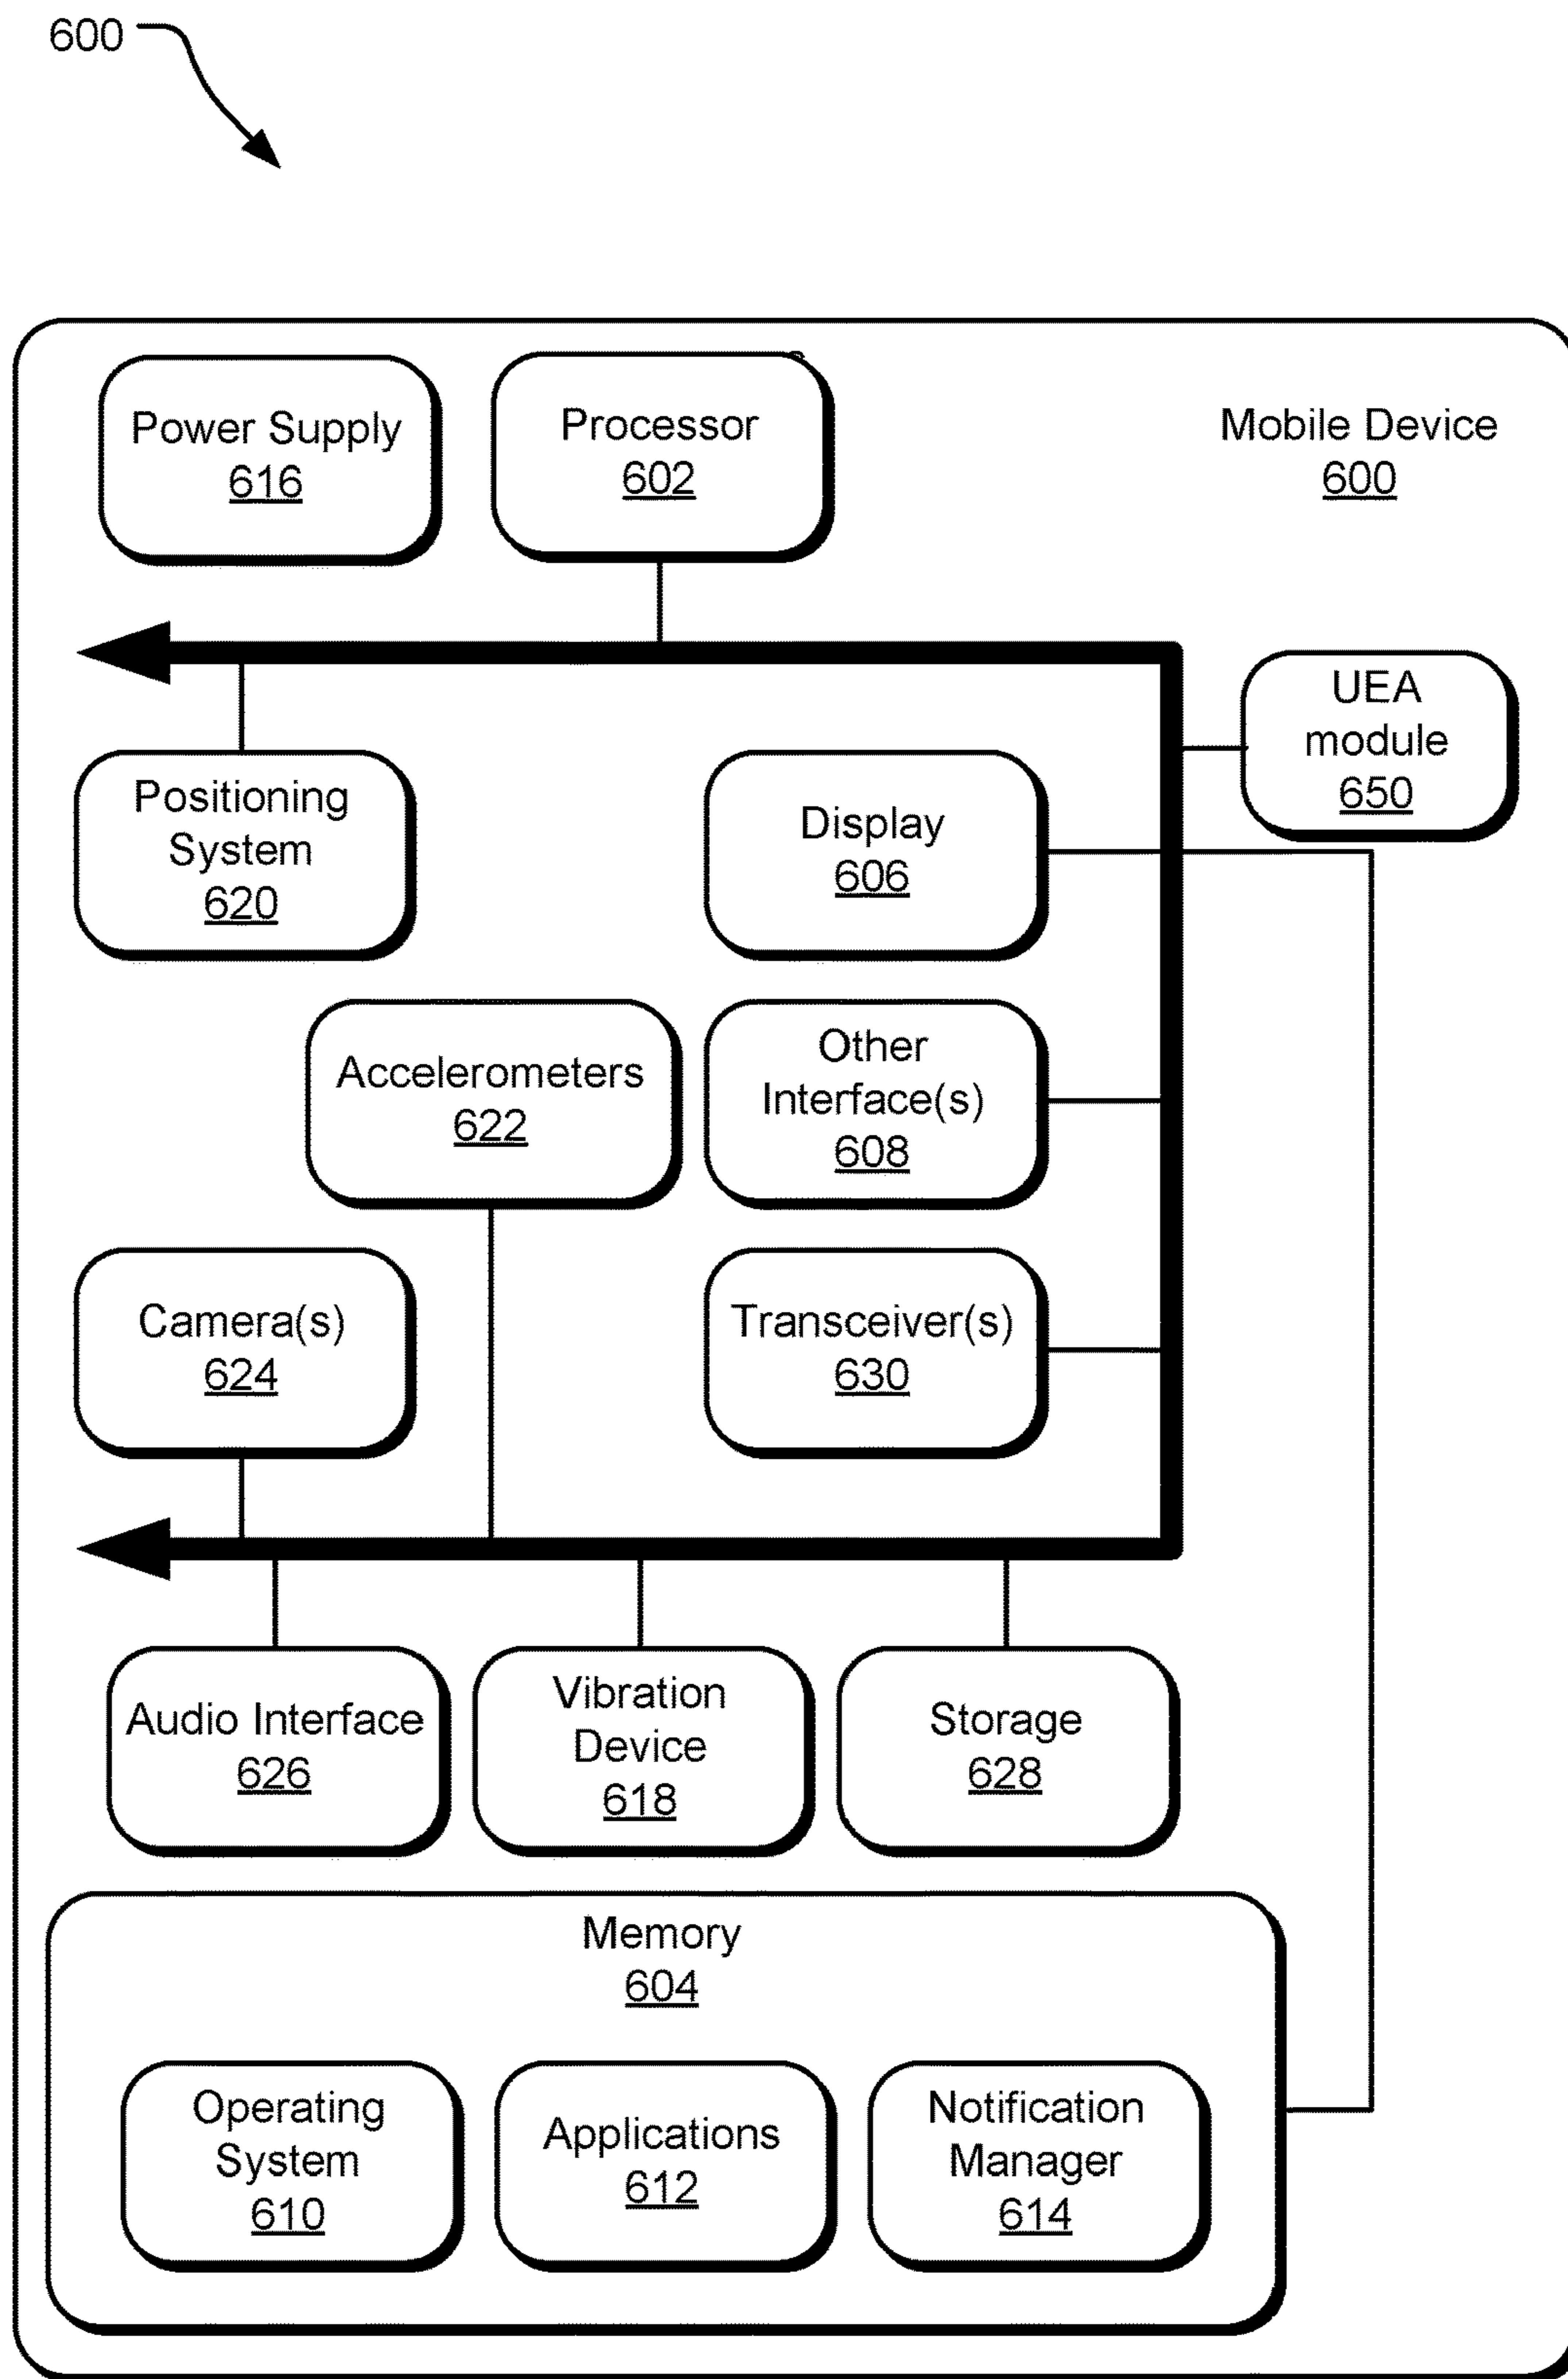 600
Power Supply
616
Processor
602
Mobile Device
600
UEA
module
650
Positioning
System
620
Display
606
Accelerometers
622
Other
Interface(s)
608
Camera(s)
624
Transceiver(s)
630
Audio Interface
626
Vibration
Device
618
Storage
628
Memory
604
Operating
System
610
Applications
612
Notification
Manager
614